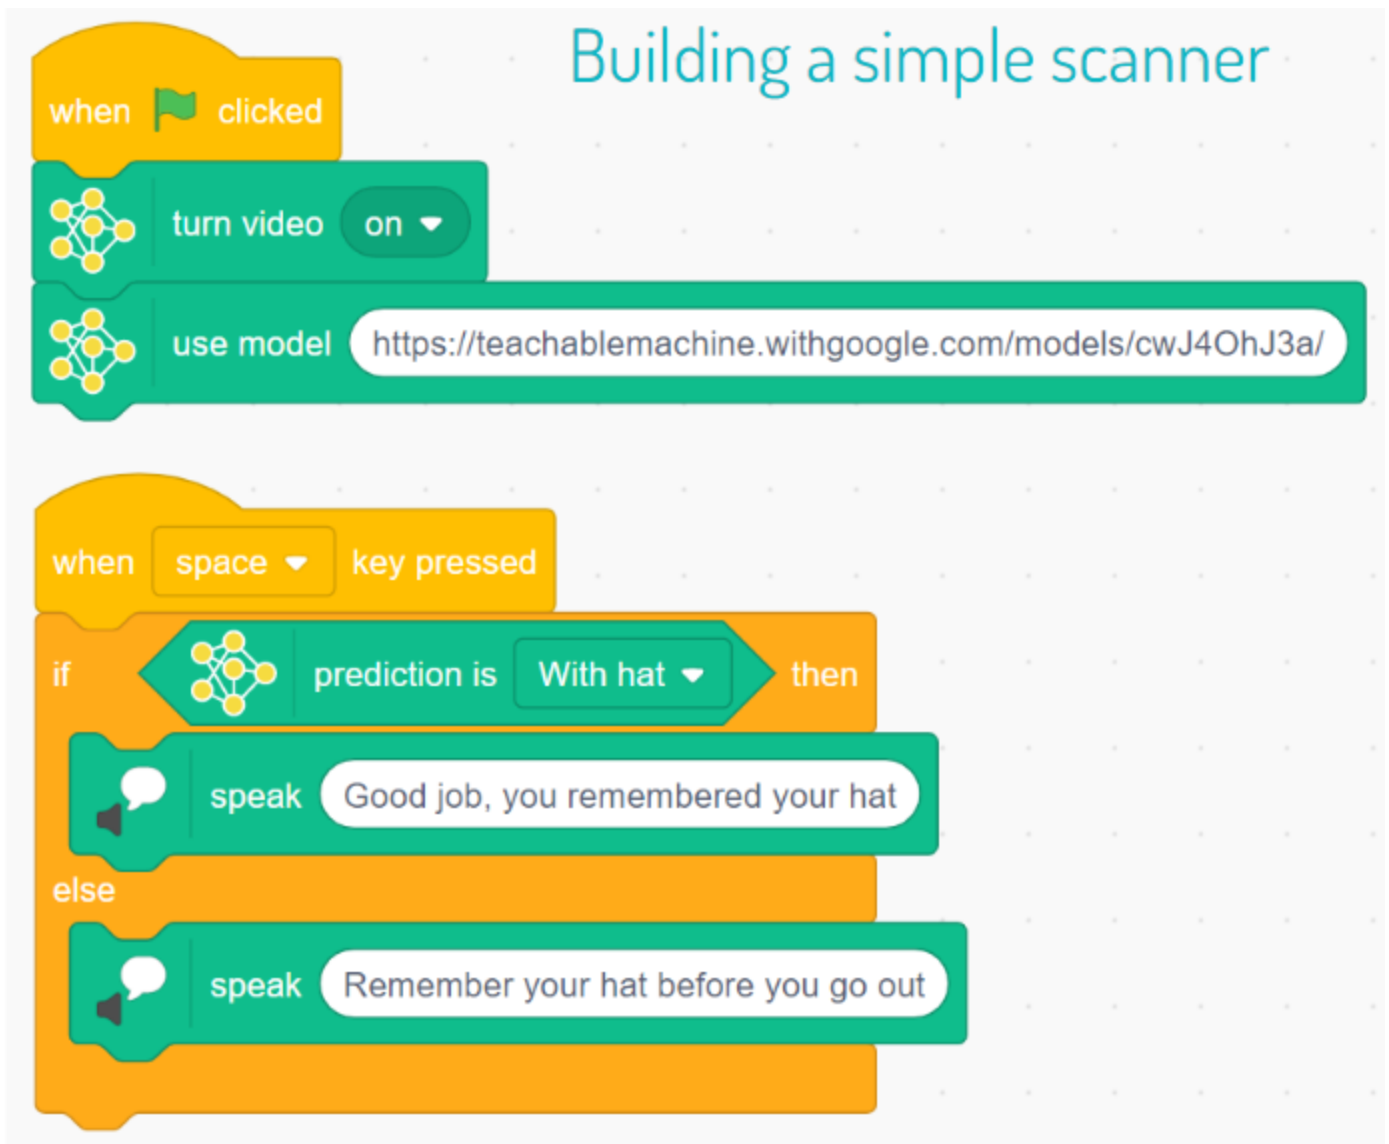 Building a simple scanner
when clicked
turn video on
use model https://teachablemachine.withgoogle.com/models/cwJ4OhJ3a/
when space key pressed
if prediction is With hat then
speak Good job, you remembered your hat
else
speak Remember your hat before you go out